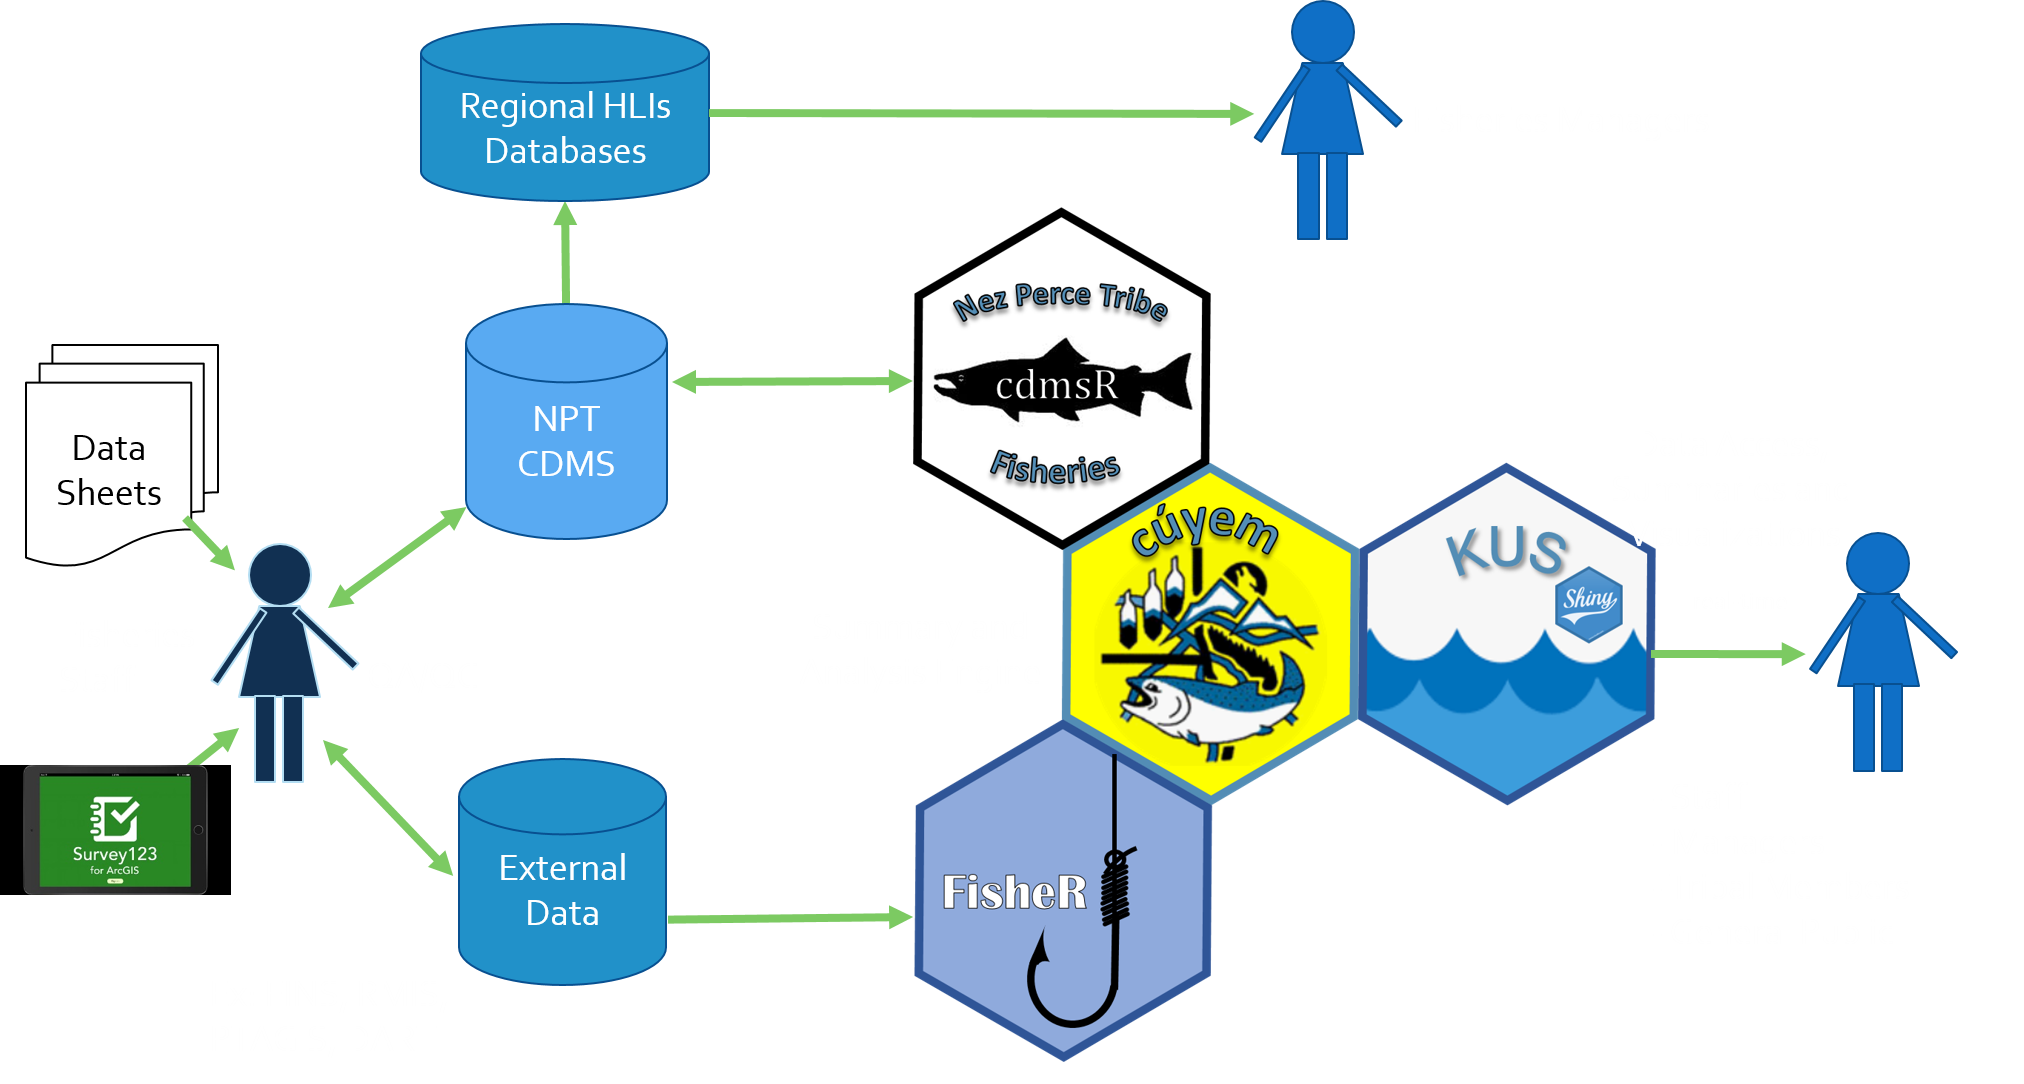 Regional HLIs
Databases
Nez Perce Tribe
cdmsR
Fisheries
NPT
CDMS
Data
Sheets
cúyem
KUS
Shiny
Survey123
for ArcGIS
External
Data
FisheR